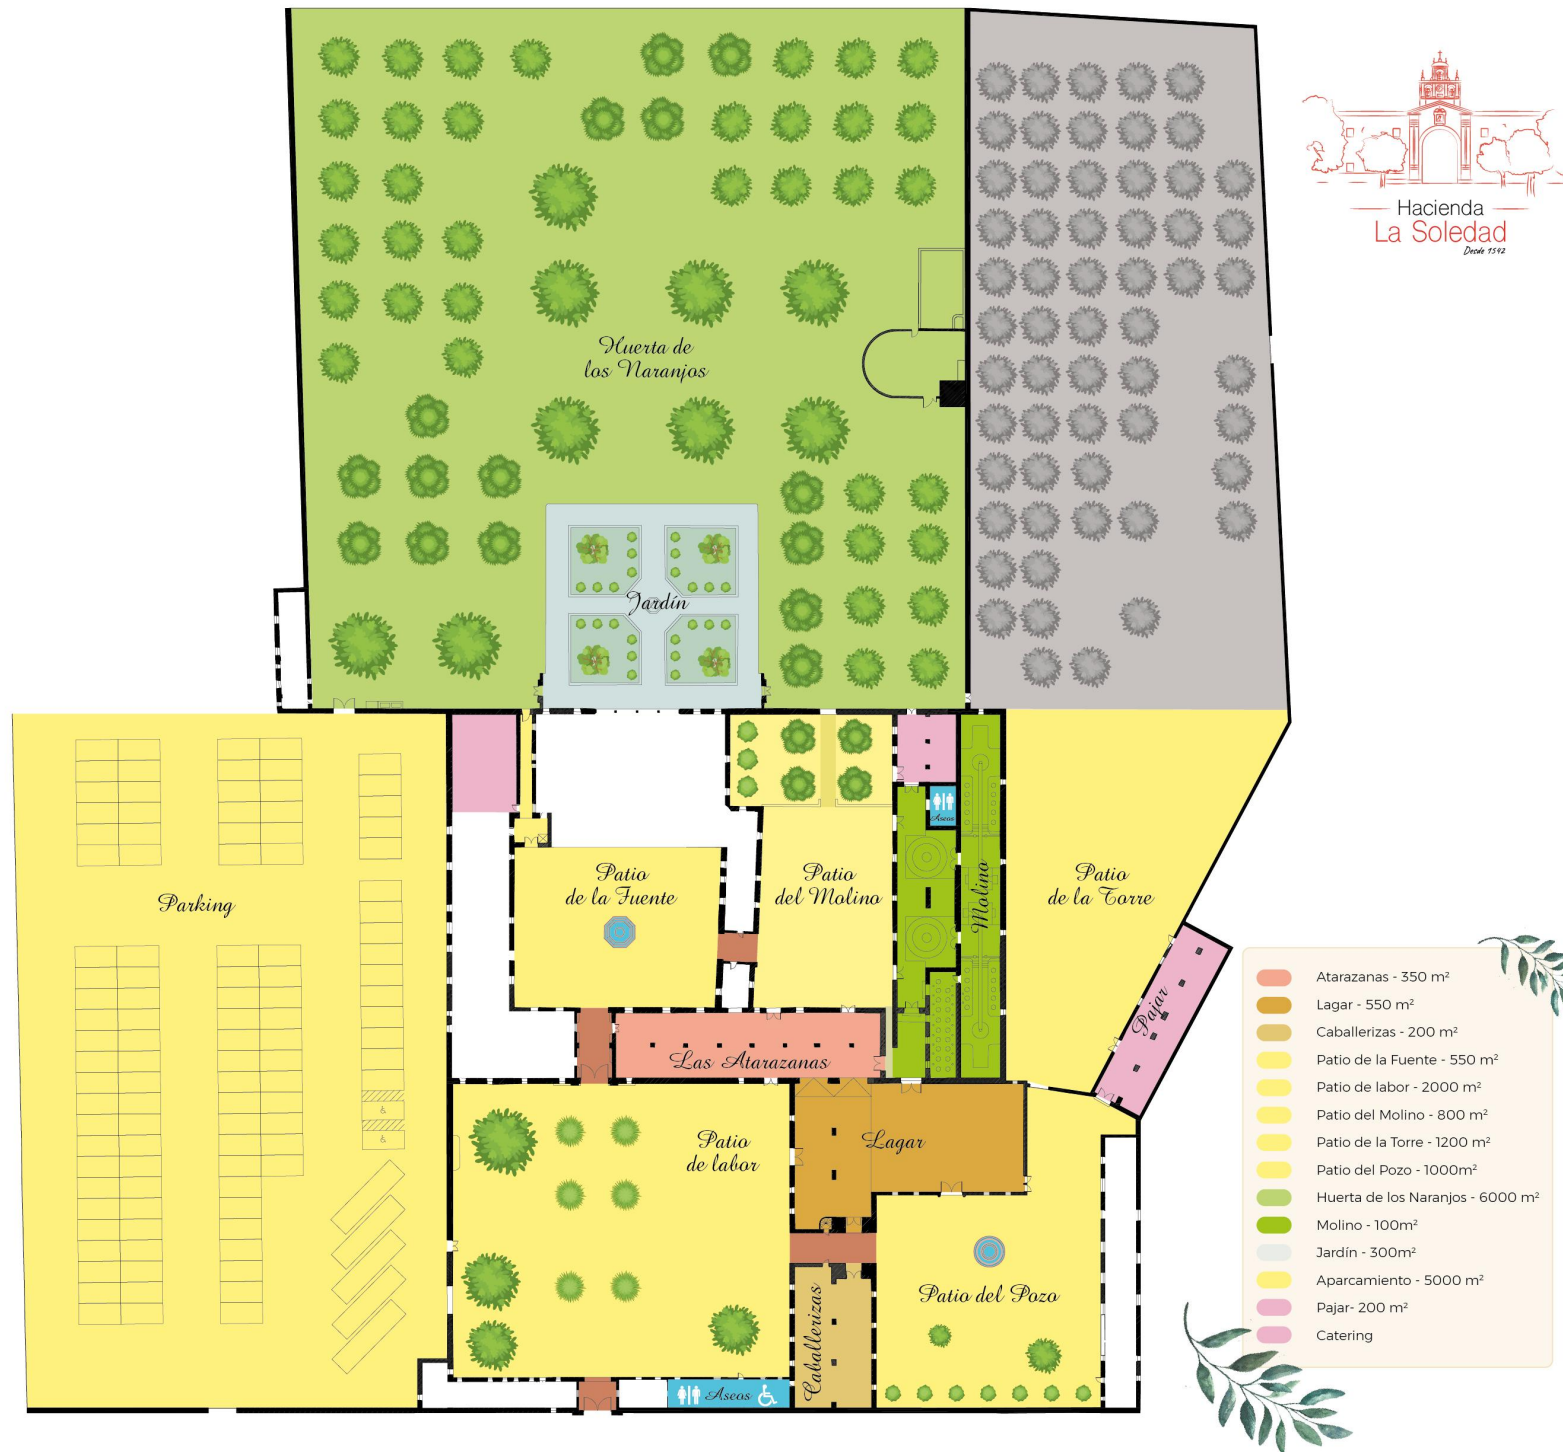 Hacienda
La Soledad
Desde 1542
Huerta de
los Naranjos
Jardín
Parking
Patio
de la Fuente
Patio
del Molino
Aseos
Molino
Patio
de la Torre
Pajar
Las Atarazanas
Patio
de labor
Lagar
Caballerizas
Patio del Pozo
Aseos
Atarazanas - 350 m²
Lagar - 550 m²
Caballerizas - 200 m²
Patio de la Fuente - 550 m²
Patio de labor - 2000 m²
Patio del Molino - 800 m²
Patio de la Torre - 1200 m²
Patio del Pozo - 1000m²
Huerta de los Naranjos - 6000 m²
Molino - 100m²
Jardín - 300m²
Aparcamiento - 5000 m²
Pajar- 200 m²
Catering